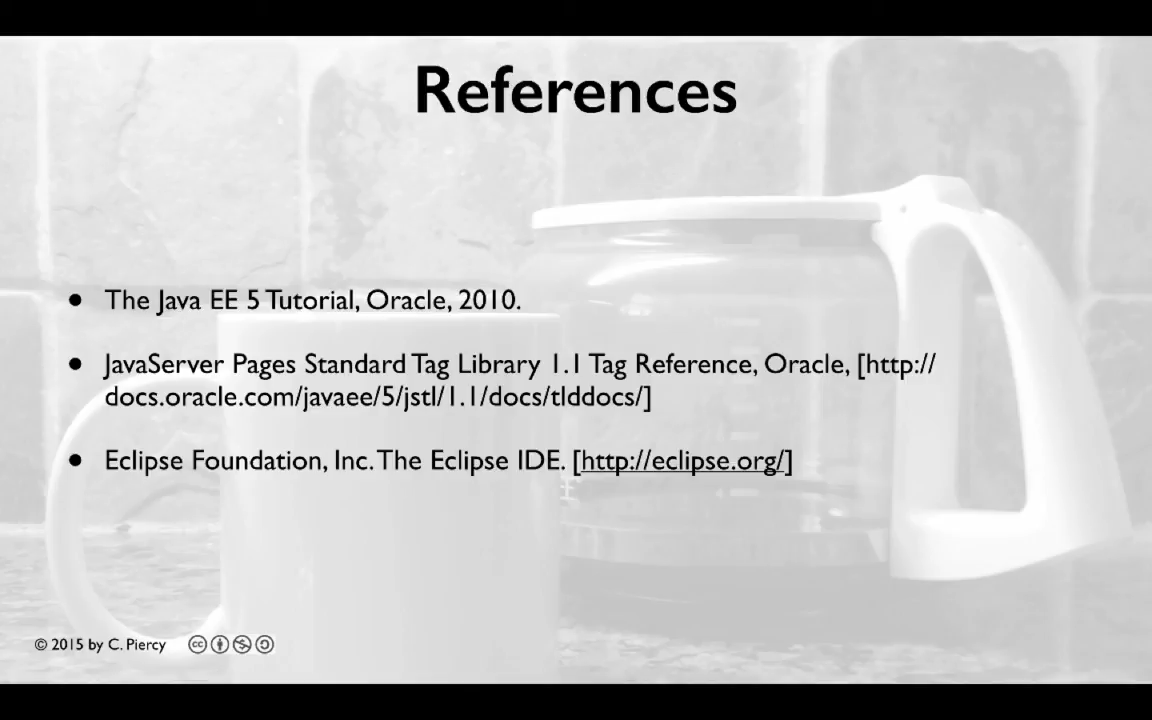 References
• The Java EE 5 Tutorial, Oracle, 2010.
• JavaServer Pages Standard Tag Library 1.1 Tag Reference, Oracle, [http://
docs.oracle.com/javaee/5/jstl/1.1/docs/tlddocs/]
• Eclipse Foundation, Inc. The Eclipse IDE. [http://eclipse.org/]
© 2015 by C. Piercy